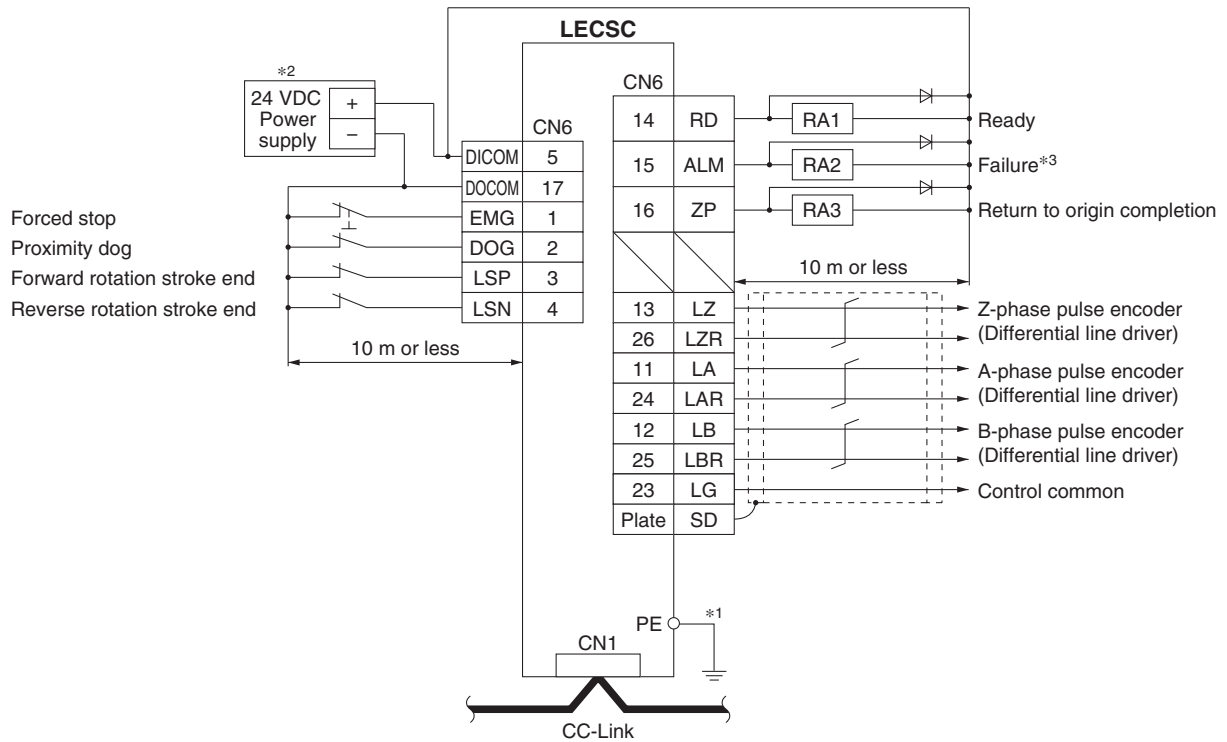 LECSC
*2
24 VDC
Power
supply
+
−
CN6
DICOM 5
DOCOM 17
EMG 1
DOG 2
LSP 3
LSN 4
Forced stop
Proximity dog
Forward rotation stroke end
Reverse rotation stroke end
10 m or less
CN6
14 RD RA1 Ready
15 ALM RA2 Failure*3
16 ZP RA3 Return to origin completion
10 m or less
13 LZ Z-phase pulse encoder
26 LZR (Differential line driver)
11 LA A-phase pulse encoder
24 LAR (Differential line driver)
12 LB B-phase pulse encoder
25 LBR (Differential line driver)
23 LG Control common
Plate SD
PE *1
CN1
CC-Link